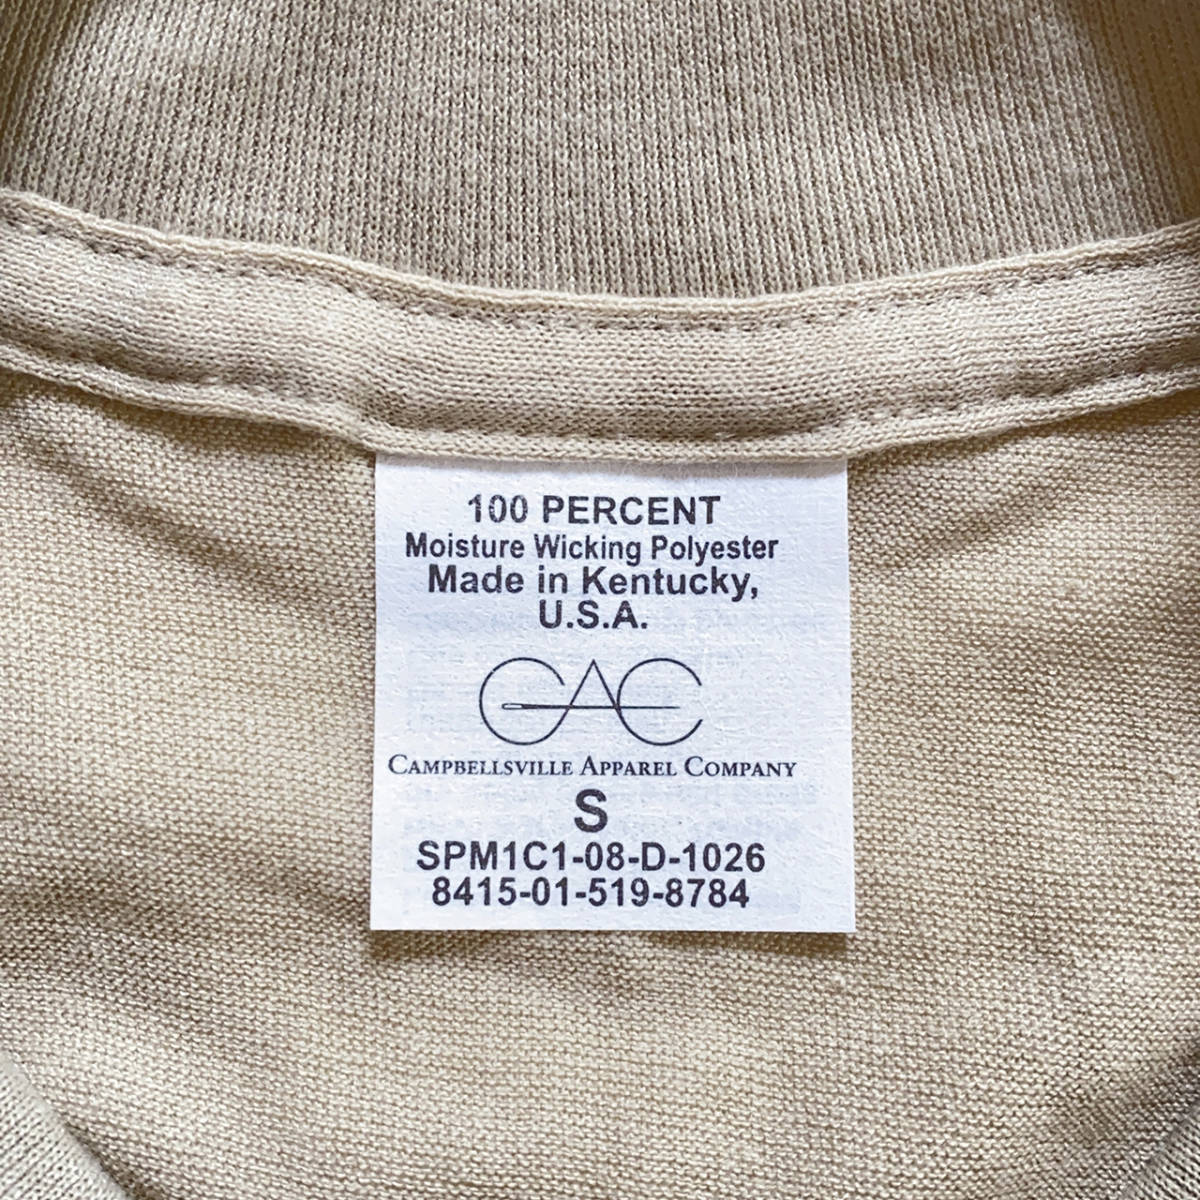 100 PERCENT
Moisture Wicking Polyester
Made in Kentucky,
U.S.A.
CAC
CAMPBELLSVILLE APPAREL COMPANY
S
SPM1C1-08-D-1026
8415-01-519-8784